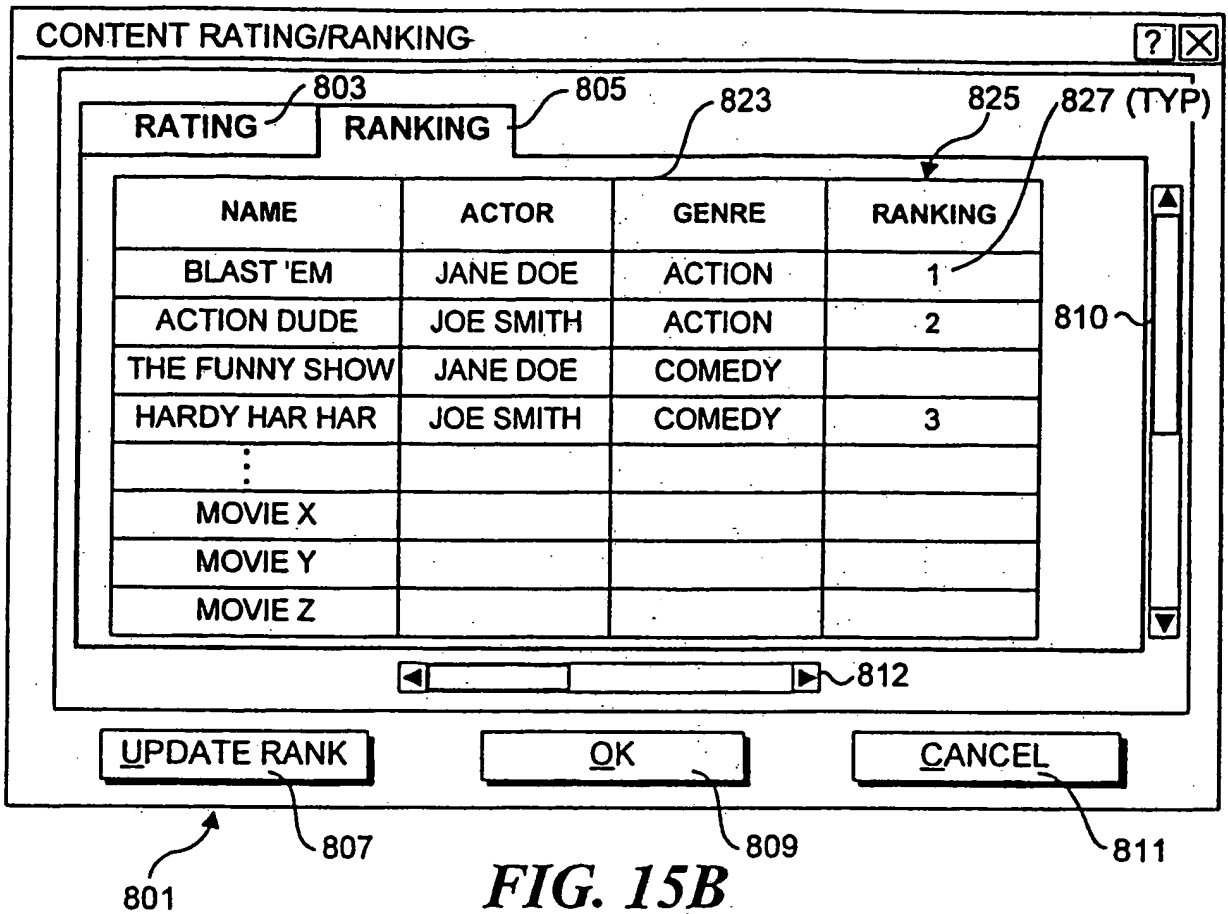 CONTENT RATING/RANKING ? X
803 805 823 825 827 (TYP)
RATING RANKING
NAME ACTOR GENRE RANKING
BLAST 'EM JANE DOE ACTION 1
ACTION DUDE JOE SMITH ACTION 2 810
THE FUNNY SHOW JANE DOE COMEDY
HARDY HAR HAR JOE SMITH COMEDY 3
⋮
MOVIE X
MOVIE Y
MOVIE Z
812
UPDATE RANK OK CANCEL
807 809 811
801
FIG. 15B